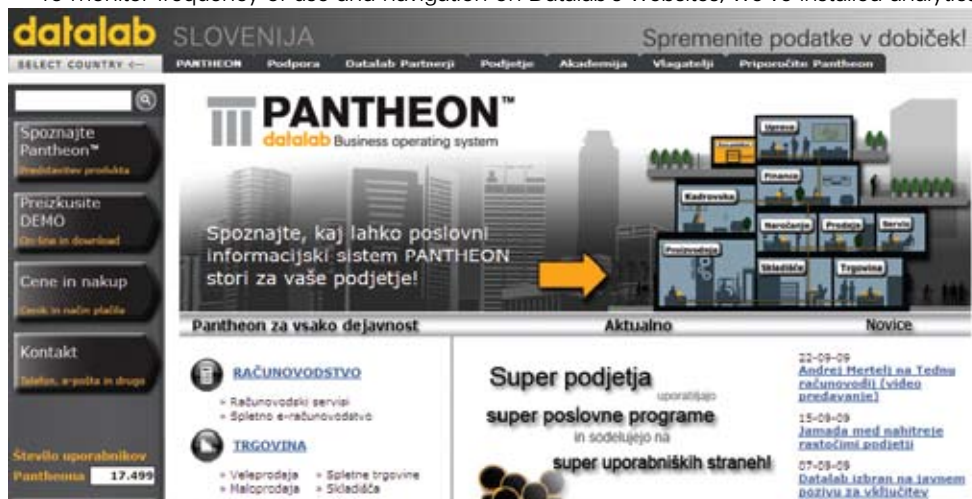 datalab SLOVENIJA
Spremenite podatke v dobiček!
SELECT COUNTRY <--
PANTHEON Podpora Datalab Partnerji Podjetje Akademija Vlagatelji Priporočite Pantheon
Spoznajte
Pantheon™
Predstavitev produkta
Preizkusite
DEMO
On-line in download
Cene in nakup
Cenik in način plačila
Kontakt
Telefon, e-pošta in drugo
Število uporabnikov
Pantheona 17.499
PANTHEON™
datalab Business operating system
Spoznajte, kaj lahko poslovni
informacijski sistem PANTHEON
stori za vaše podjetje!
Uprava
Finance
Kadrovska
Naročanje Prodaja Servis
Proizvodnja
Skladišče Trgovina
Pantheon za vsako dejavnost
RAČUNOVODSTVO
» Računovodski servisi
» Spletno e-računovodstvo
TRGOVINA
» Veleprodaja » Spletne trgovine
» Maloprodaja » Skladišča
Aktualno
Super podjetja
uporabljajo
super poslovne programe
in sodelujejo na
super uporabniških straneh!
Novice
22-09-09
Andrej Mertelj na Tednu
računovodij (video
predavanje)
15-09-09
Jamada med nahitreje
rastočimi podjetji
07-09-09
Datalab izbran na javnem
pozivu za vključitev